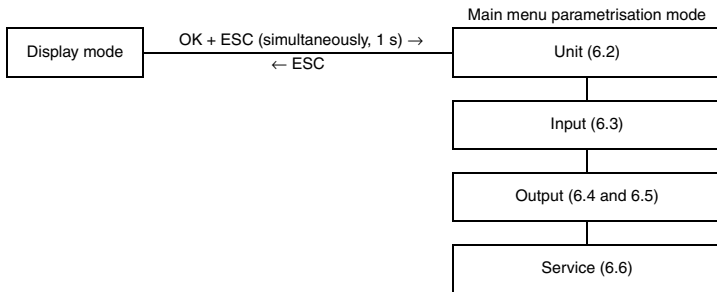 Main menu parametrisation mode
Display mode
OK + ESC (simultaneously, 1 s) →
← ESC
Unit (6.2)
Input (6.3)
Output (6.4 and 6.5)
Service (6.6)